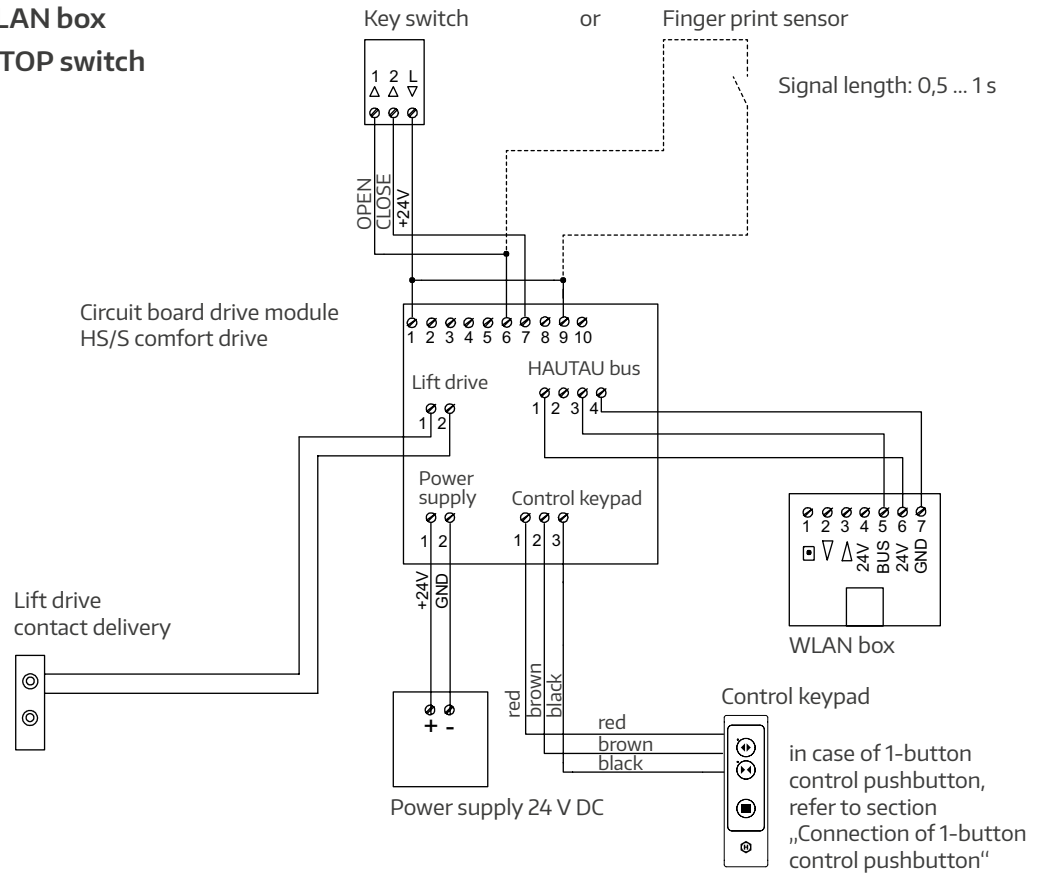 LAN box
TOP switch
Key switch
or
Finger print sensor
Signal length: 0,5 ... 1 s
1 2 L
OPEN
CLOSE
+24V
Circuit board drive module
HS/S comfort drive
1 2 3 4 5 6 7 8 9 10
HAUTAU bus
1 2 3 4
Lift drive
1 2
Power
supply
1 2
Control keypad
1 2 3
+24V
GND
1 2 3 4 5 6 7
24V
BUS
24V
GND
WLAN box
Lift drive
contact delivery
+ -
Power supply 24 V DC
red
brown
black
red
brown
black
Control keypad
H
in case of 1-button
control pushbutton,
refer to section
„Connection of 1-button
control pushbutton“